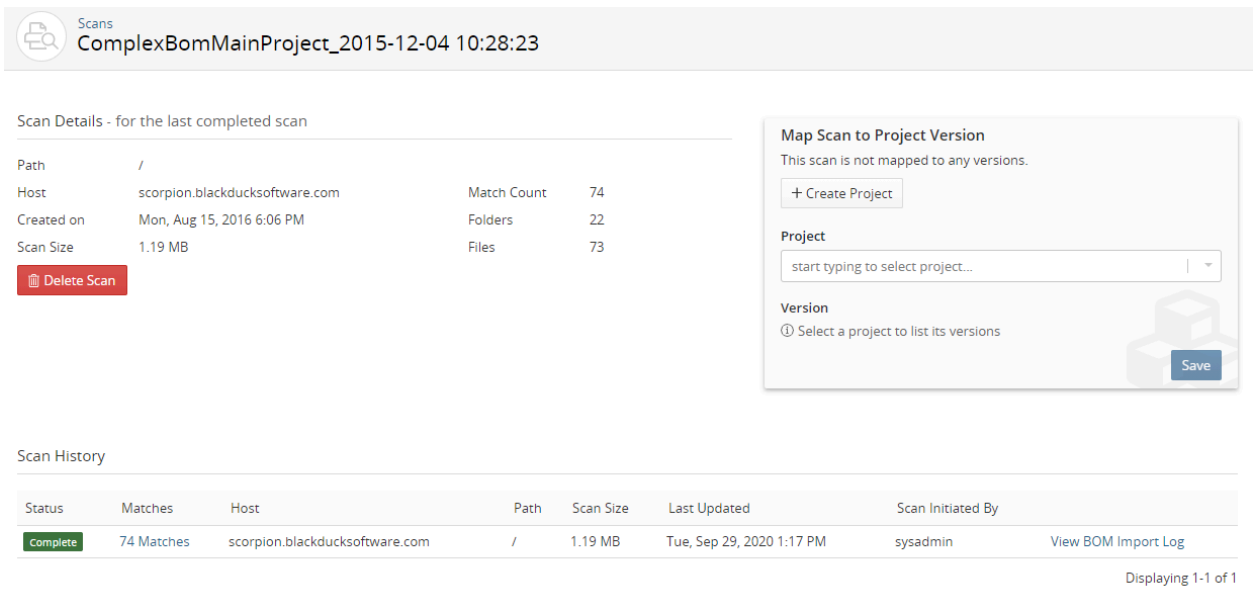 Scans
ComplexBomMainProject_2015-12-04 10:28:23
Scan Details - for the last completed scan
Path /
Host scorpion.blackducksoftware.com Match Count 74
Created on Mon, Aug 15, 2016 6:06 PM Folders 22
Scan Size 1.19 MB Files 73
Delete Scan
Map Scan to Project Version
This scan is not mapped to any versions.
+ Create Project
Project
start typing to select project...
Version
Select a project to list its versions
Save
Scan History
Status Matches Host Path Scan Size Last Updated Scan Initiated By
Complete 74 Matches scorpion.blackducksoftware.com / 1.19 MB Tue, Sep 29, 2020 1:17 PM sysadmin View BOM Import Log
Displaying 1-1 of 1